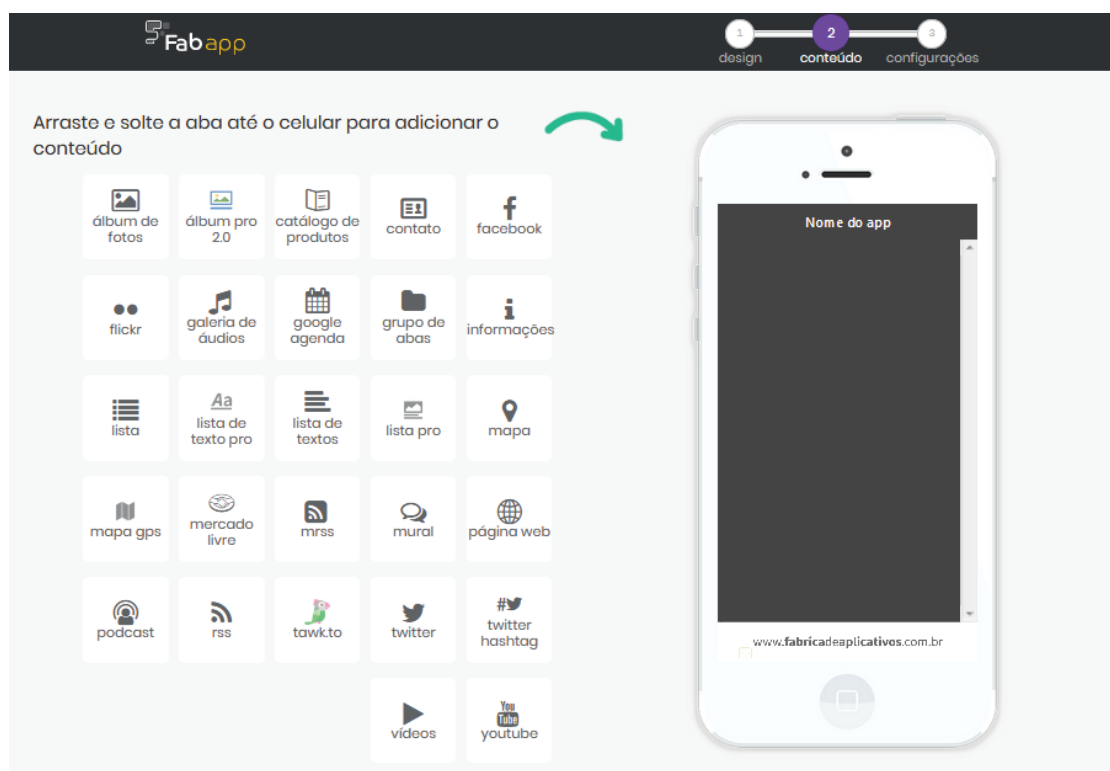 Fabapp
1
2
3
design
conteúdo
configurações
Arraste e solte a aba até o celular para adicionar o
conteúdo
álbum de
fotos
álbum pro
2.0
catálogo de
produtos
contato
facebook
flickr
galeria de
áudios
google
agenda
grupo de
abas
informações
lista
Aa
lista de
texto pro
lista de
textos
lista pro
mapa
mapa gps
mercado
livre
mrss
mural
página web
podcast
rss
tawk.to
twitter
#
twitter
hashtag
vídeos
You
Tube
youtube
Nome do app
www.fabricadeaplicativos.com.br